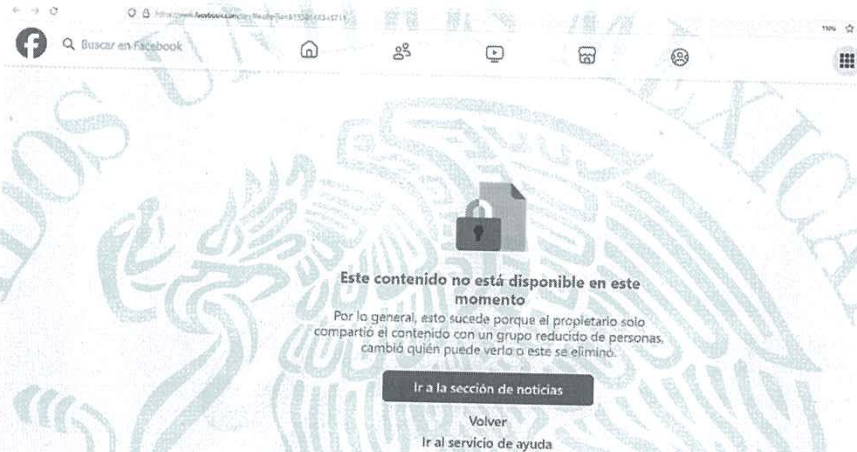 110%
Buscar en Facebook
Este contenido no está disponible en este
momento
Por lo general, esto sucede porque el propietario solo
compartió el contenido con un grupo reducido de personas,
cambió quién puede verlo o este se eliminó.
Ir a la sección de noticias
Volver
Ir al servicio de ayuda